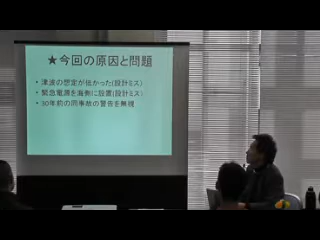 ★今回の原因と問題
・津波の想定が低かった(設計ミス)
・緊急電源を海側に設置(設計ミス)
・30年前の同事故の警告を無視